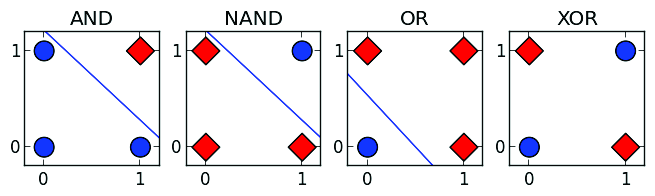 AND NAND OR XOR
1 1 1 1
0 0 0 0
0 1 0 1 0 1 0 1